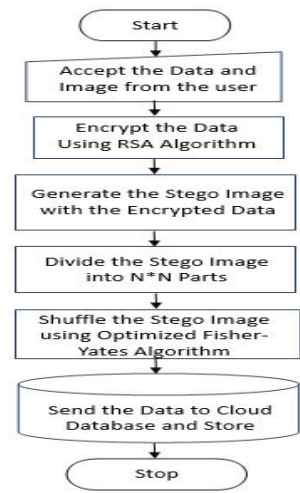 Start
Accept the Data and
Image from the user
Encrypt the Data
Using RSA Algorithm
Generate the Stego Image
with the Encrypted Data
Divide the Stego Image
into N*N Parts
Shuffle the Stego Image
using Optimized Fisher-
Yates Algorithm
Send the Data to Cloud
Database and Store
Stop